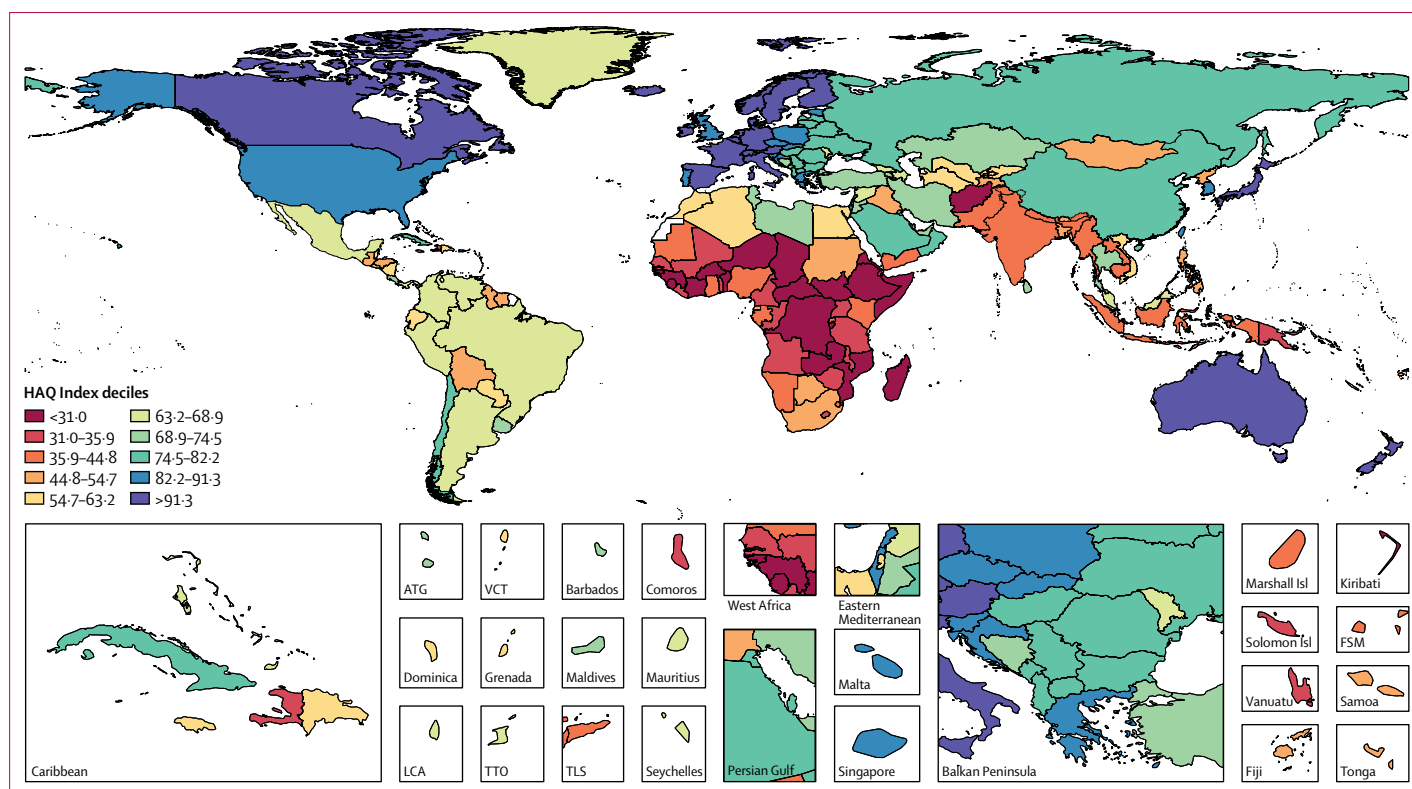 HAQ Index deciles
<31·0
31·0–35·9
35·9–44·8
44·8–54·7
54·7–63·2
63·2–68·9
68·9–74·5
74·5–82·2
82·2–91·3
>91·3
Caribbean
ATG
VCT
Barbados
Comoros
Dominica
Grenada
Maldives
Mauritius
LCA
TTO
TLS
Seychelles
West Africa
Eastern
Mediterranean
Persian Gulf
Malta
Singapore
Balkan Peninsula
Marshall Isl
Kiribati
Solomon Isl
FSM
Vanuatu
Samoa
Fiji
Tonga